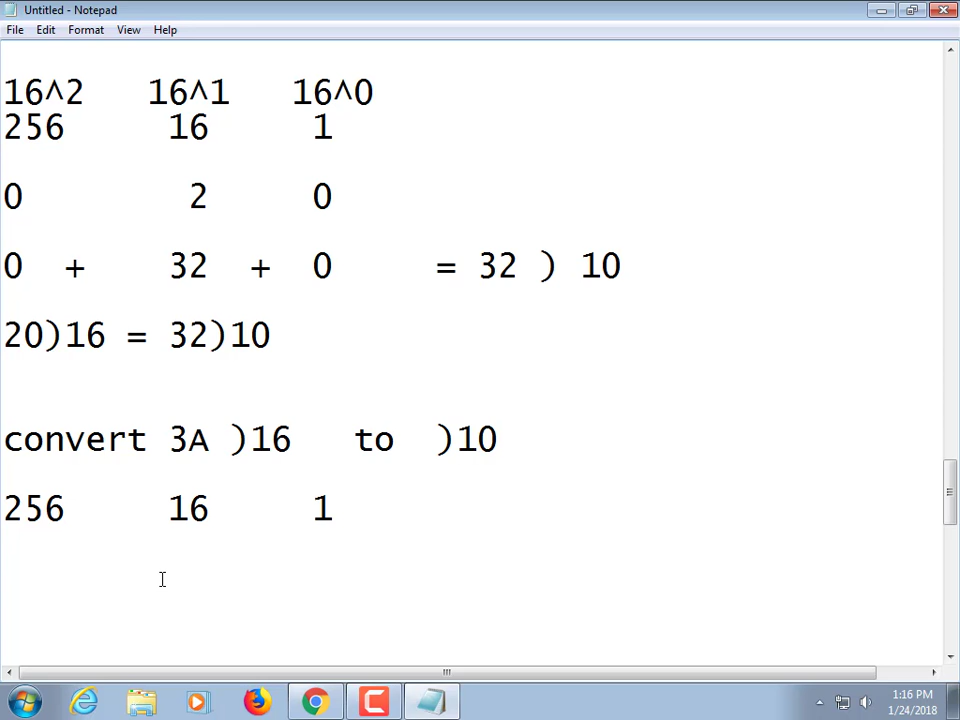 Untitled - Notepad
File Edit Format View Help
16^2 16^1 16^0
256 16 1
0 2 0
0 + 32 + 0 = 32 ) 10
20)16 = 32)10
convert 3A )16 to )10
256 16 1
1:16 PM
1/24/2018